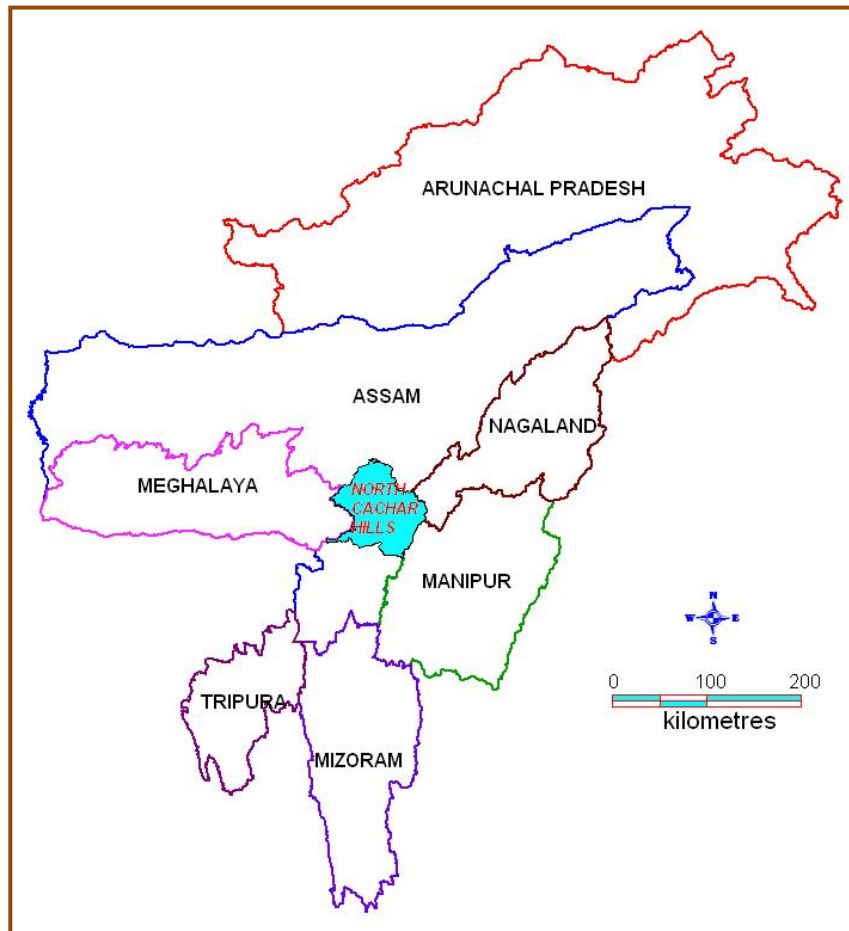 ARUNACHAL PRADESH
ASSAM
NAGALAND
MEGHALAYA
NORTH
CACHAR
HILLS
MANIPUR
N
W E
S
TRIPURA
0 100 200
kilometres
MIZORAM